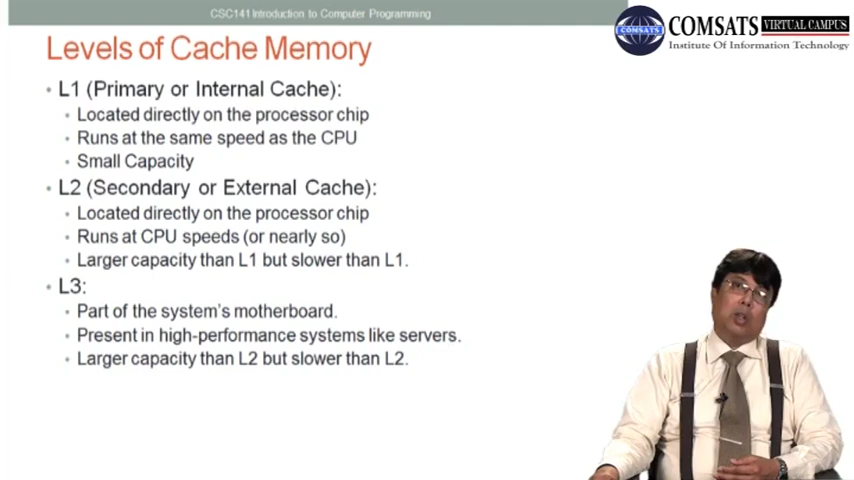 CSC141 Introduction to Computer Programming
COMSATS VIRTUAL CAMPUS
COMSATS
Institute Of Information Technology
Levels of Cache Memory
• L1 (Primary or Internal Cache):
• Located directly on the processor chip
• Runs at the same speed as the CPU
• Small Capacity
• L2 (Secondary or External Cache):
• Located directly on the processor chip
• Runs at CPU speeds (or nearly so)
• Larger capacity than L1 but slower than L1.
• L3:
• Part of the system's motherboard.
• Present in high-performance systems like servers.
• Larger capacity than L2 but slower than L2.